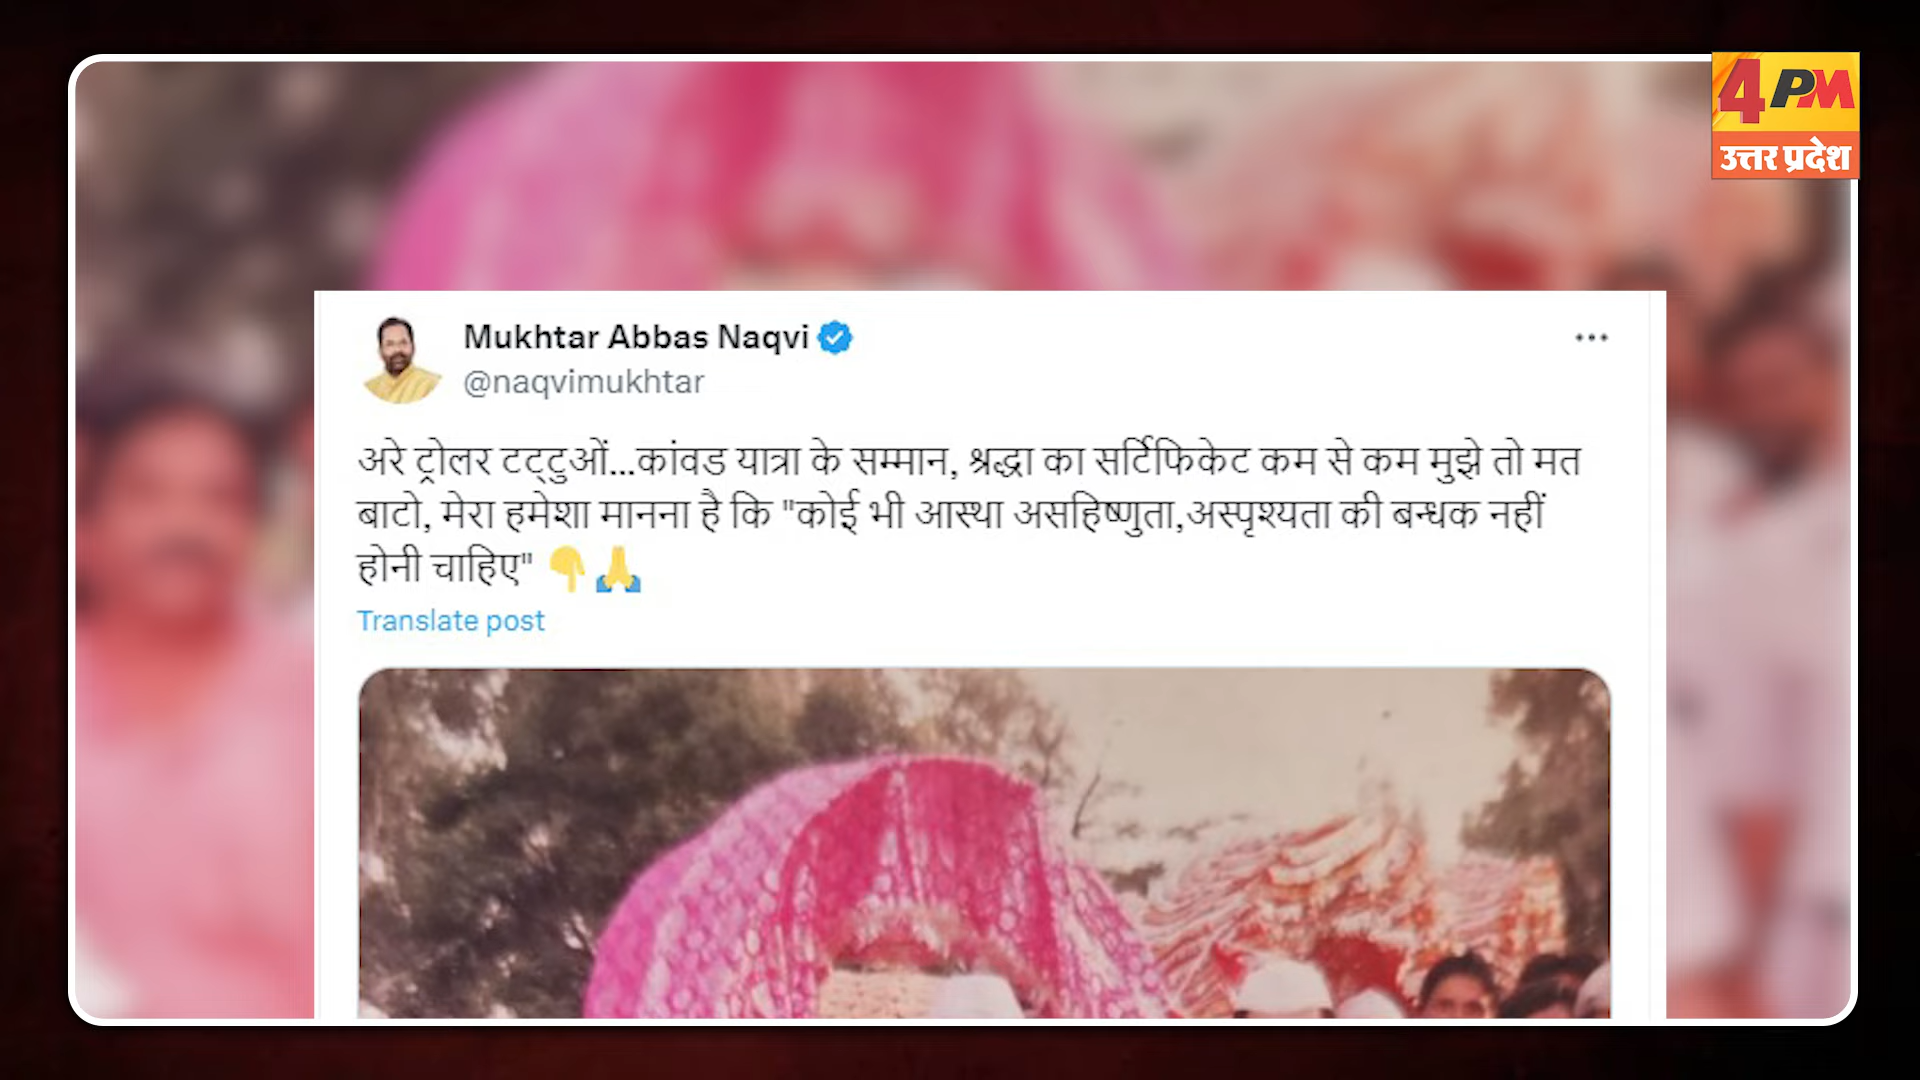 4PM
उत्तर प्रदेश
Mukhtar Abbas Naqvi
@naqvimukhtar
अरे ट्रोलर टट्टुओं...कांवड यात्रा के सम्मान, श्रद्धा का सर्टिफिकेट कम से कम मुझे तो मत
बाटो, मेरा हमेशा मानना है कि "कोई भी आस्था असहिष्णुता,अस्पृश्यता की बन्धक नहीं
होनी चाहिए" 👇🙏
Translate post